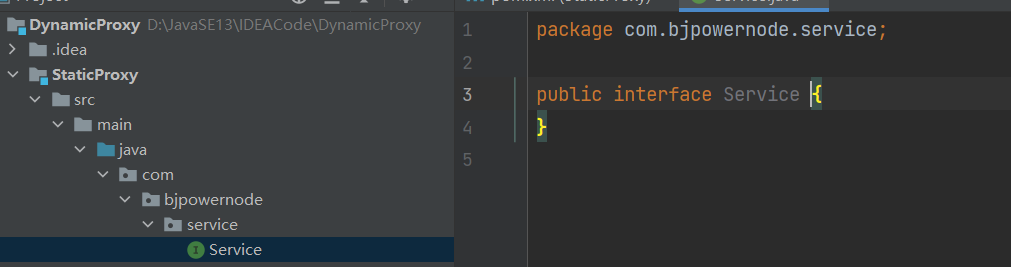 DynamicProxy D:\JavaSE13\IDEACode\DynamicProxy
.idea
StaticProxy
src
main
java
com
bjpowernode
service
I Service
1 package com.bjpowernode.service;
2
3 public interface Service {
4 }
5